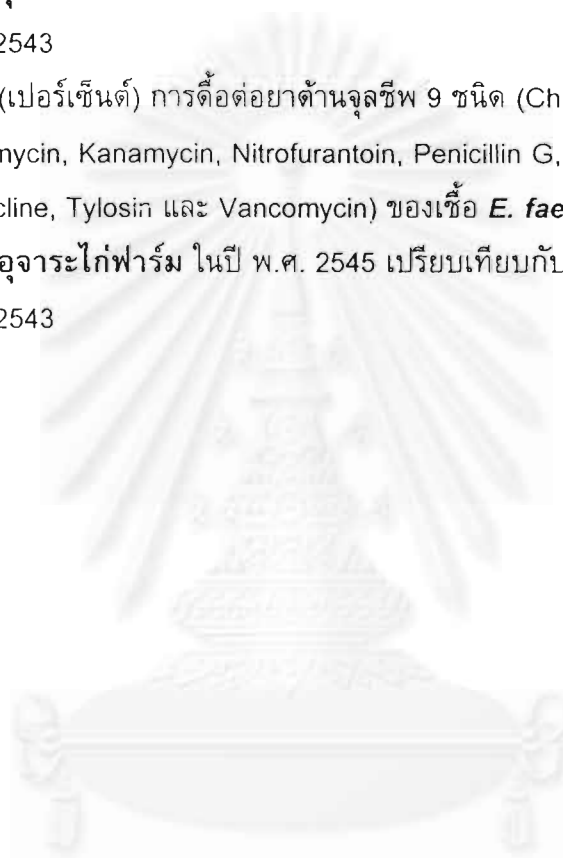 2543
(เปอร์เซ็นต์) การดื้อต่อยาต้านจุลชีพ 9 ชนิด (Ch
nycin, Kanamycin, Nitrofurantoin, Penicillin G,
cline, Tylosin และ Vancomycin) ของเชื้อ E. fae
อุจาระไก่ฟาร์ม ในปี พ.ศ. 2545 เปรียบเทียบกับ
2543